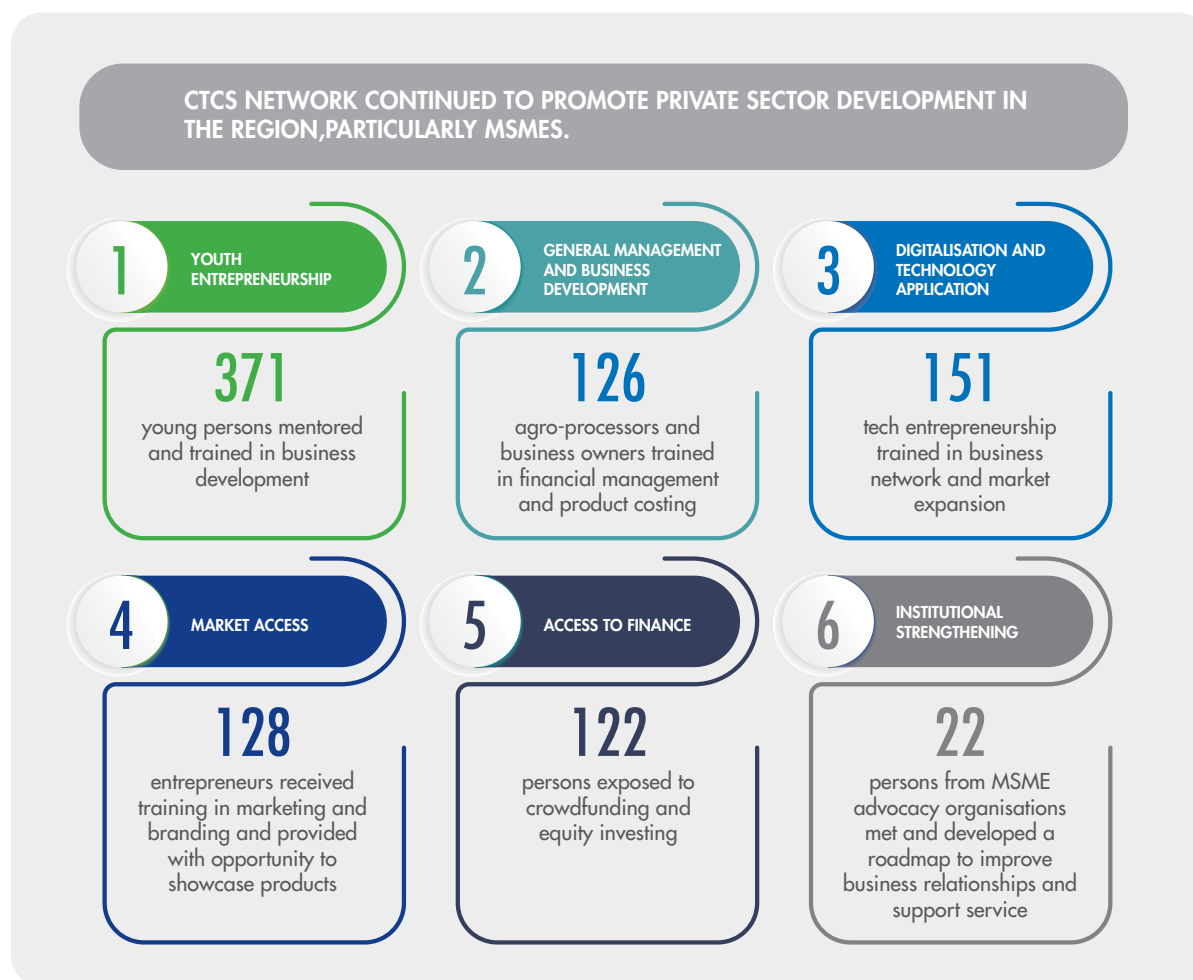 CTCS NETWORK CONTINUED TO PROMOTE PRIVATE SECTOR DEVELOPMENT IN
THE REGION,PARTICULARLY MSMES.
1
YOUTH
ENTREPRENEURSHIP
371
young persons mentored
and trained in business
development
2
GENERAL MANAGEMENT
AND BUSINESS
DEVELOPMENT
126
agro-processors and
business owners trained
in financial management
and product costing
3
DIGITALISATION AND
TECHNOLOGY
APPLICATION
151
tech entrepreneurship
trained in business
network and market
expansion
4
MARKET ACCESS
128
entrepreneurs received
training in marketing and
branding and provided
with opportunity to
showcase products
5
ACCESS TO FINANCE
122
persons exposed to
crowdfunding and
equity investing
6
INSTITUTIONAL
STRENGTHENING
22
persons from MSME
advocacy organisations
met and developed a
roadmap to improve
business relationships and
support service